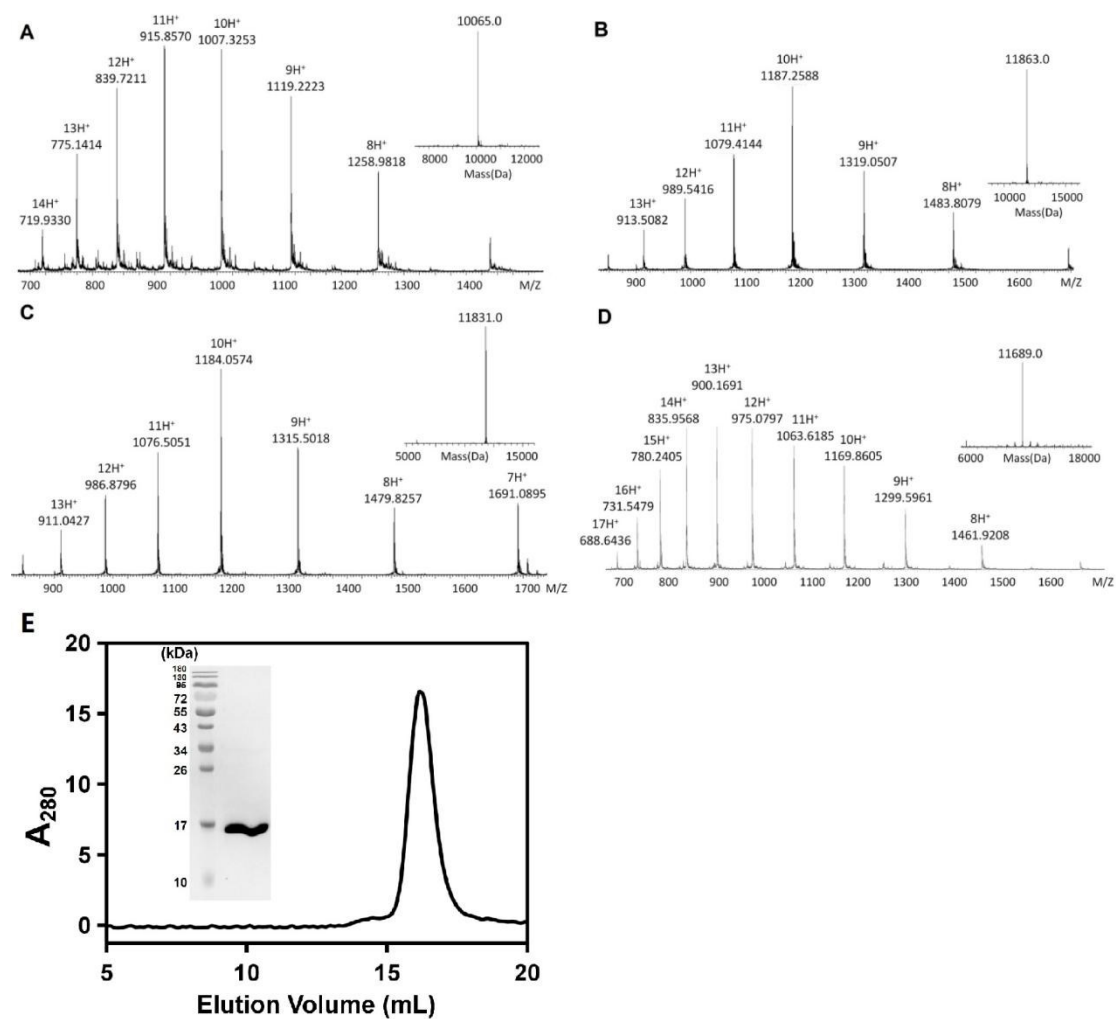 A
14H⁺
719.9330
13H⁺
775.1414
12H⁺
839.7211
11H⁺
915.8570
10H⁺
1007.3253
9H⁺
1119.2223
8H⁺
1258.9818
10065.0
8000 10000 12000
Mass(Da)
700 800 900 1000 1100 1200 1300 1400 M/Z
B
13H⁺
913.5082
12H⁺
989.5416
11H⁺
1079.4144
10H⁺
1187.2588
9H⁺
1319.0507
8H⁺
1483.8079
11863.0
10000 15000
Mass(Da)
900 1000 1100 1200 1300 1400 1500 1600 M/Z
C
13H⁺
911.0427
12H⁺
986.8796
11H⁺
1076.5051
10H⁺
1184.0574
9H⁺
1315.5018
8H⁺
1479.8257
7H⁺
1691.0895
11831.0
5000 Mass(Da) 15000
900 1000 1100 1200 1300 1400 1500 1600 1700 M/Z
D
17H⁺
688.6436
16H⁺
731.5479
15H⁺
780.2405
14H⁺
835.9568
13H⁺
900.1691
12H⁺
975.0797
11H⁺
1063.6185
10H⁺
1169.8605
9H⁺
1299.5961
8H⁺
1461.9208
11689.0
6000 Mass(Da) 18000
700 800 900 1000 1100 1200 1300 1400 1500 1600 M/Z
E
20
15
10
5
0
A₂₈₀
(kDa)
180
130
95
72
55
43
34
26
17
10
5 10 15 20
Elution Volume (mL)